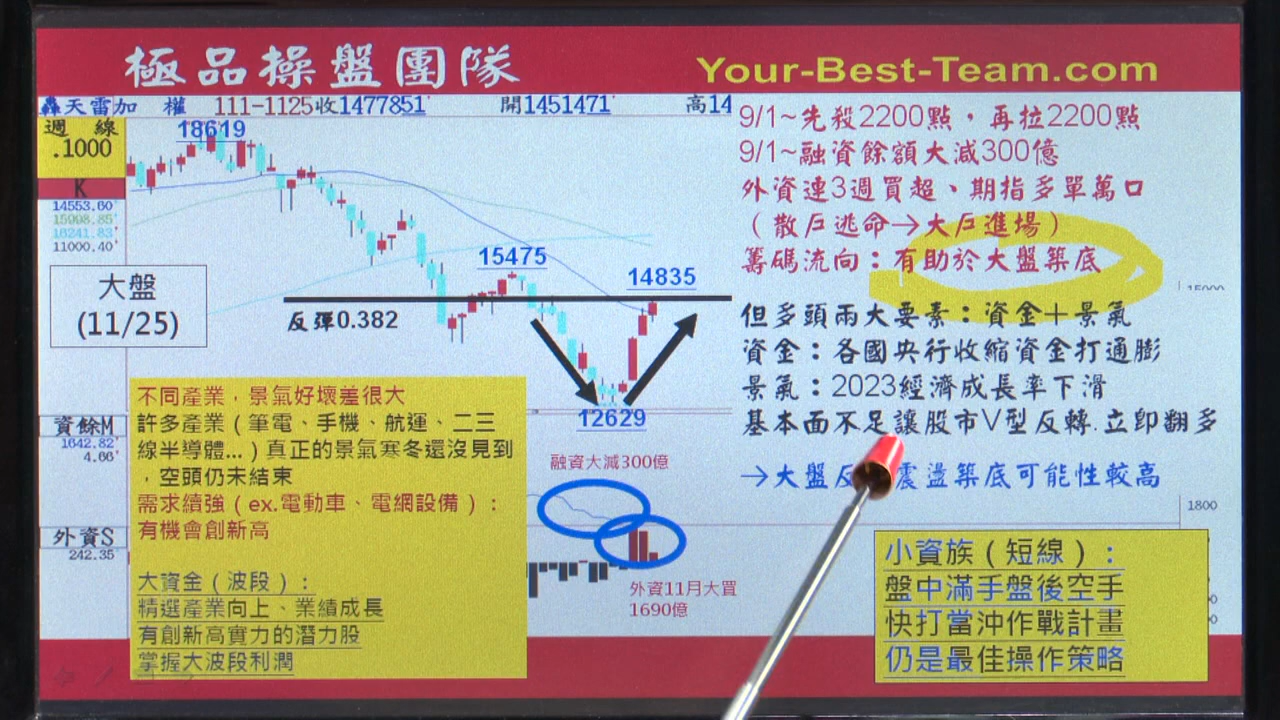 極品操盤團隊
Your-Best-Team.com
轟天雷加 權 111-1125收1477851 開1451471 高14
週 線
.1000
K
14553.60
15998.85
16241.83
11000.40
18619
15475
14835
大盤
(11/25)
反彈0.382
12629
資餘M
1642.82
4.66
外資S
242.35
融資大減300億
外資11月大買
1690億
不同產業，景氣好壞差很大
許多產業（筆電、手機、航運、二三
線半導體...）真正的景氣寒冬還沒見到
，空頭仍未結束
需求續強（ex.電動車、電網設備）：
有機會創新高
大資金（波段）：
精選產業向上、業績成長
有創新高實力的潛力股
掌握大波段利潤
9/1~先殺2200點，再拉2200點
9/1~融資餘額大減300億
外資連3週買超、期指多單萬口
（散戶逃命→大戶進場）
籌碼流向：有助於大盤築底
但多頭兩大要素：資金＋景氣
資金：各國央行收縮資金打通膨
景氣：2023經濟成長率下滑
基本面不足讓股市V型反轉.立即翻多
→大盤反 震盪築底可能性較高
15000
1800
小資族（短線）：
盤中滿手盤後空手
快打當沖作戰計畫
仍是最佳操作策略